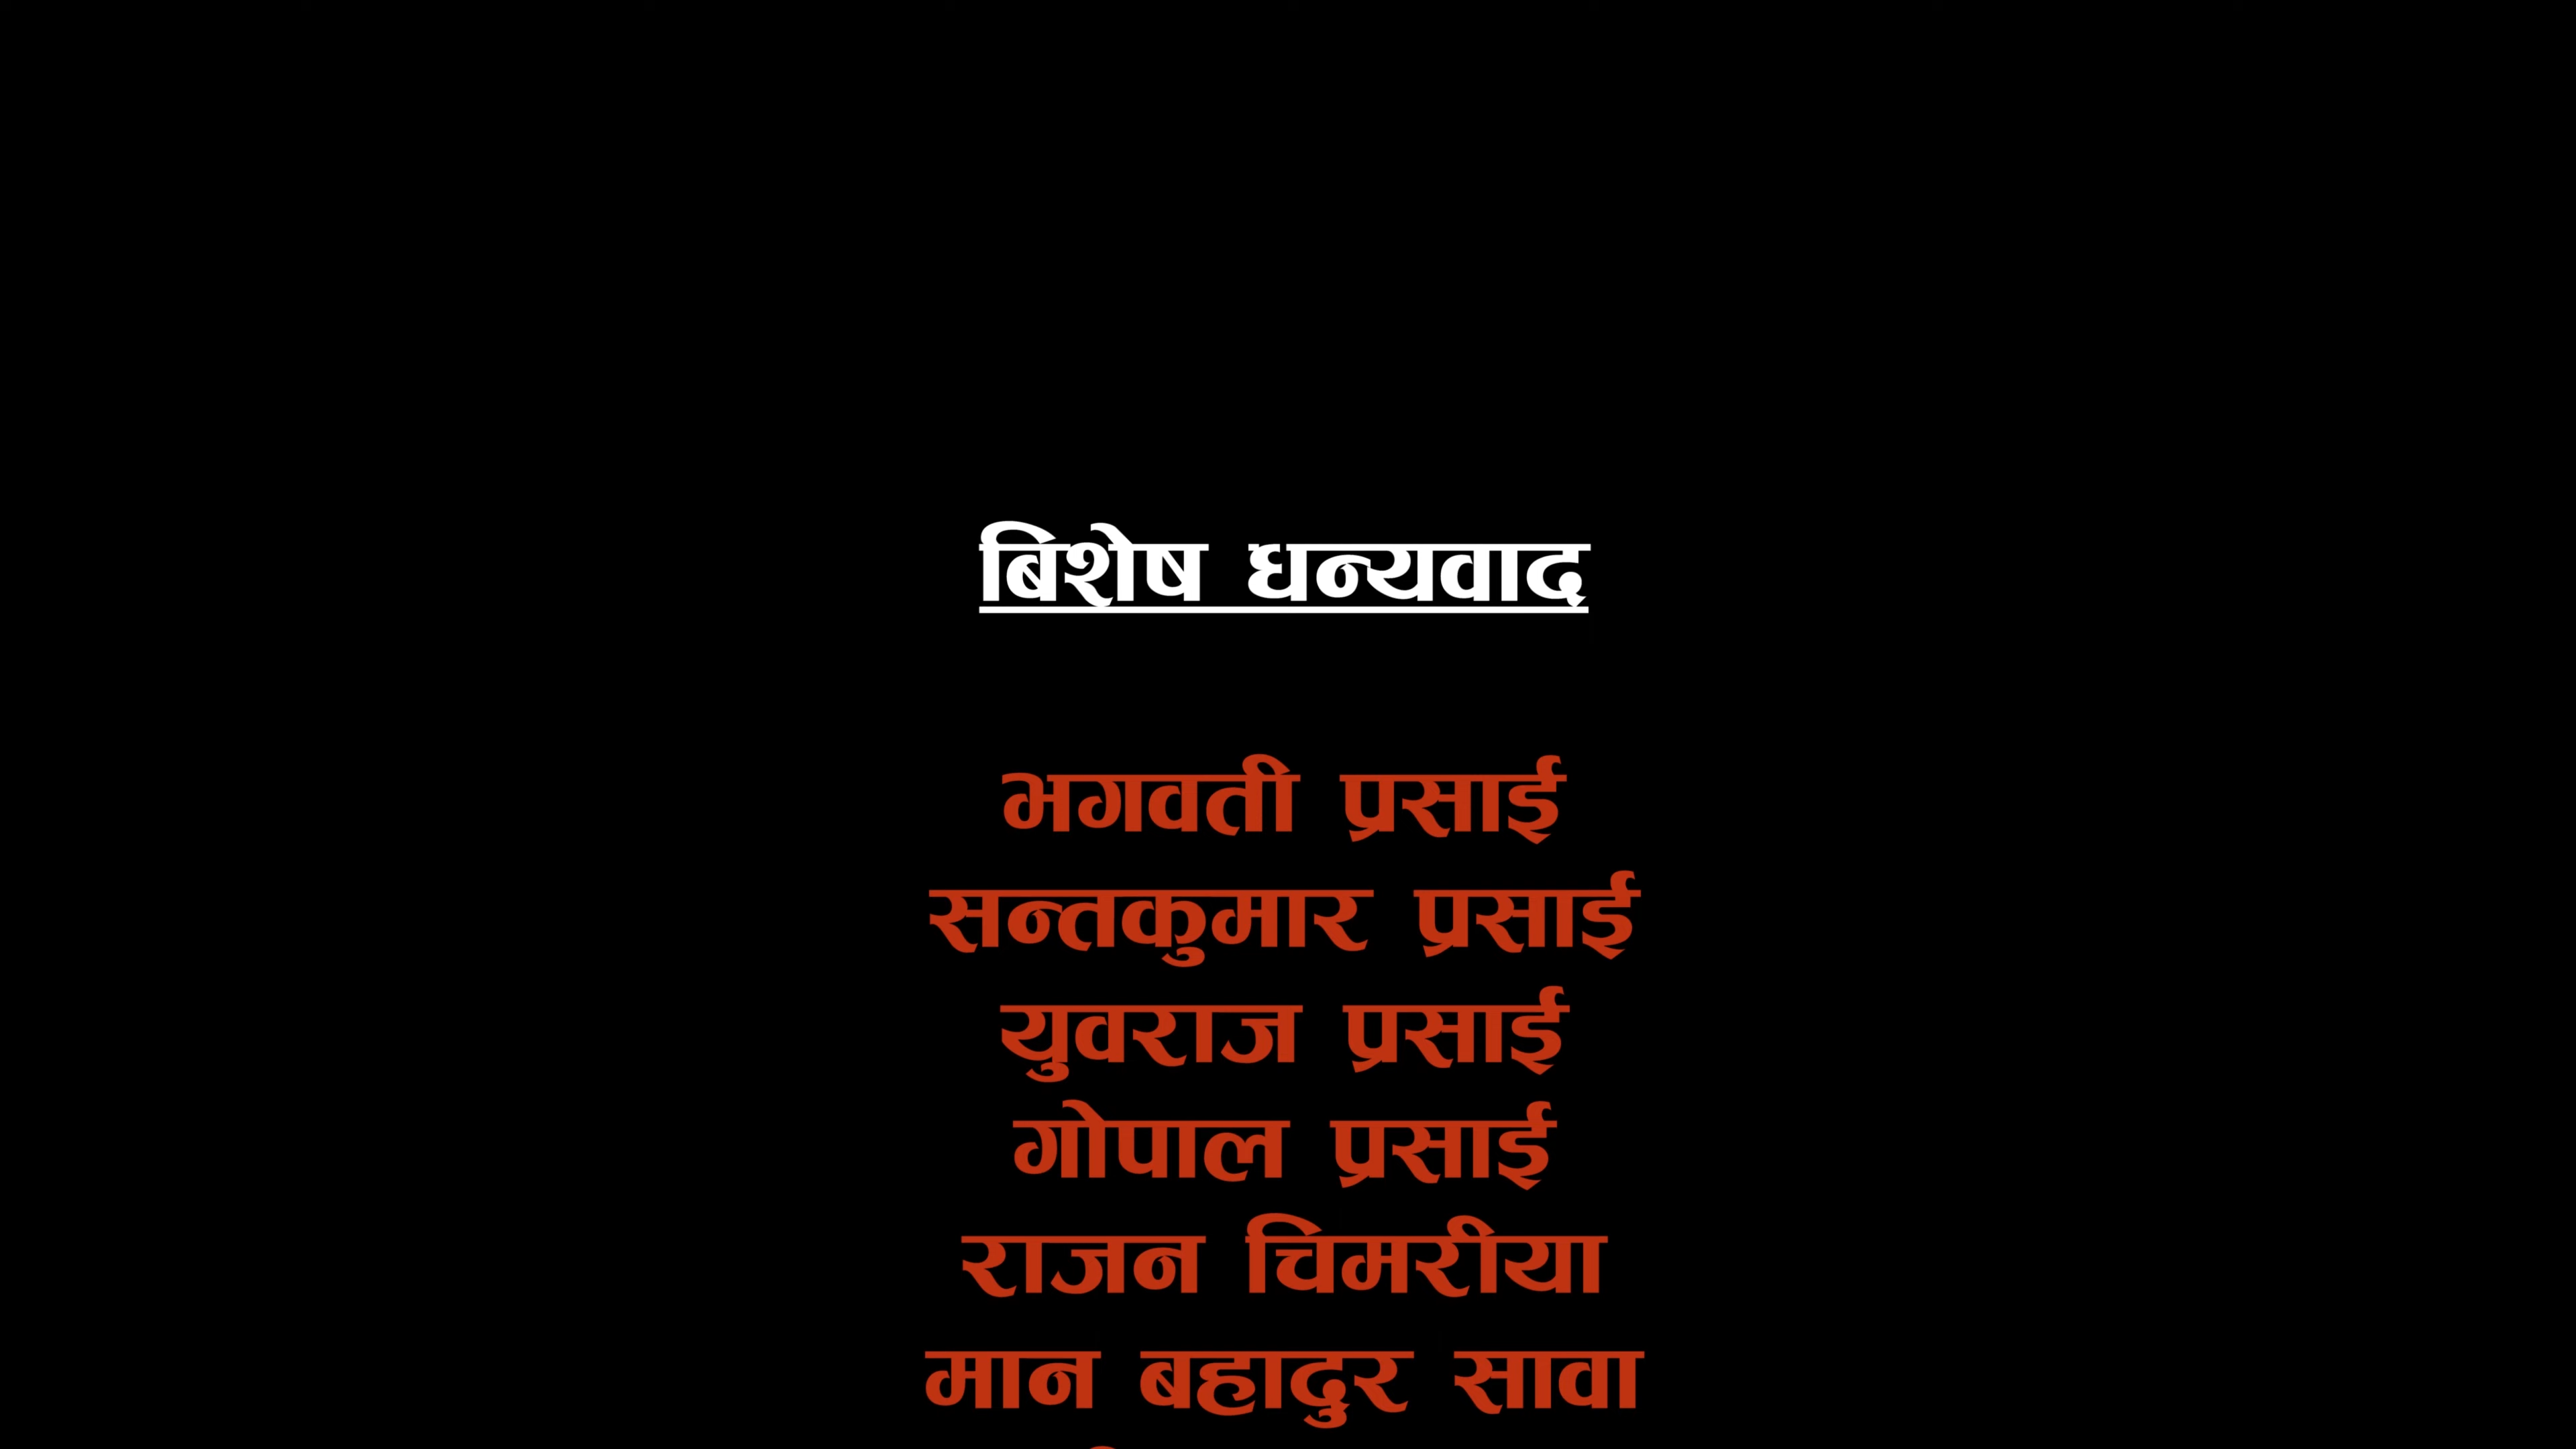 बिशेष धन्यवाद
भगवती प्रसाई
सन्तकुमार प्रसाई
युवराज प्रसाई
गोपाल प्रसाई
राजन चिमरीया
मान बहादुर सावा